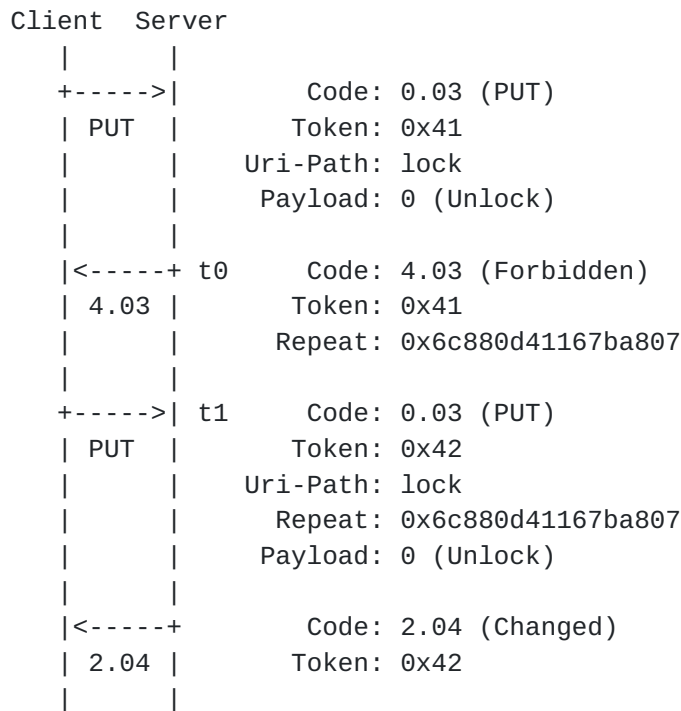 Client  Server
   |      |
   +----->|        Code: 0.03 (PUT)
   | PUT  |       Token: 0x41
   |      |    Uri-Path: lock
   |      |     Payload: 0 (Unlock)
   |      |
   |<-----+ t0     Code: 4.03 (Forbidden)
   | 4.03 |       Token: 0x41
   |      |      Repeat: 0x6c880d41167ba807
   |      |
   +----->| t1     Code: 0.03 (PUT)
   | PUT  |       Token: 0x42
   |      |    Uri-Path: lock
   |      |      Repeat: 0x6c880d41167ba807
   |      |     Payload: 0 (Unlock)
   |      |
   |<-----+        Code: 2.04 (Changed)
   | 2.04 |       Token: 0x42
   |      |